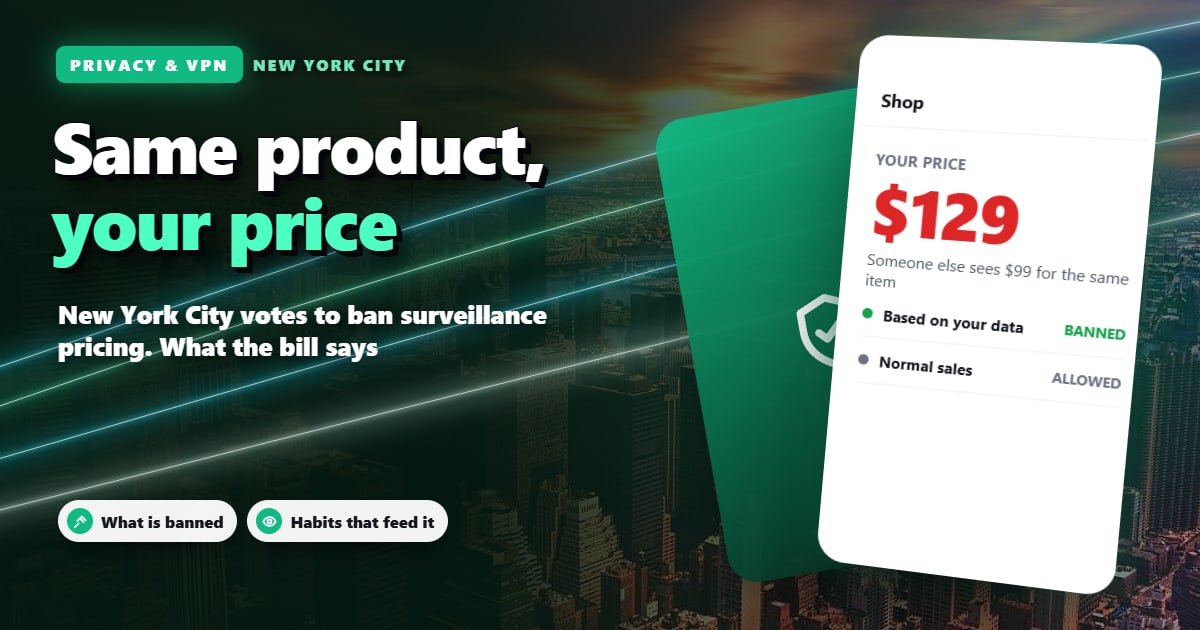 PRIVACY & VPN NEW YORK CITY
Same product,
your price
New York City votes to ban surveillance
pricing. What the bill says
What is banned
Habits that feed it
Shop
YOUR PRICE
$129
Someone else sees $99 for the same
item
Based on your data BANNED
Normal sales ALLOWED